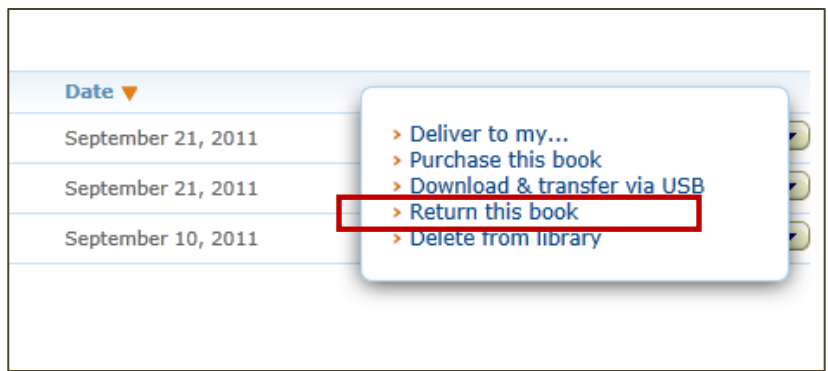 Date ▼
September 21, 2011
September 21, 2011
September 10, 2011
› Deliver to my...
› Purchase this book
› Download & transfer via USB
› Return this book
› Delete from library